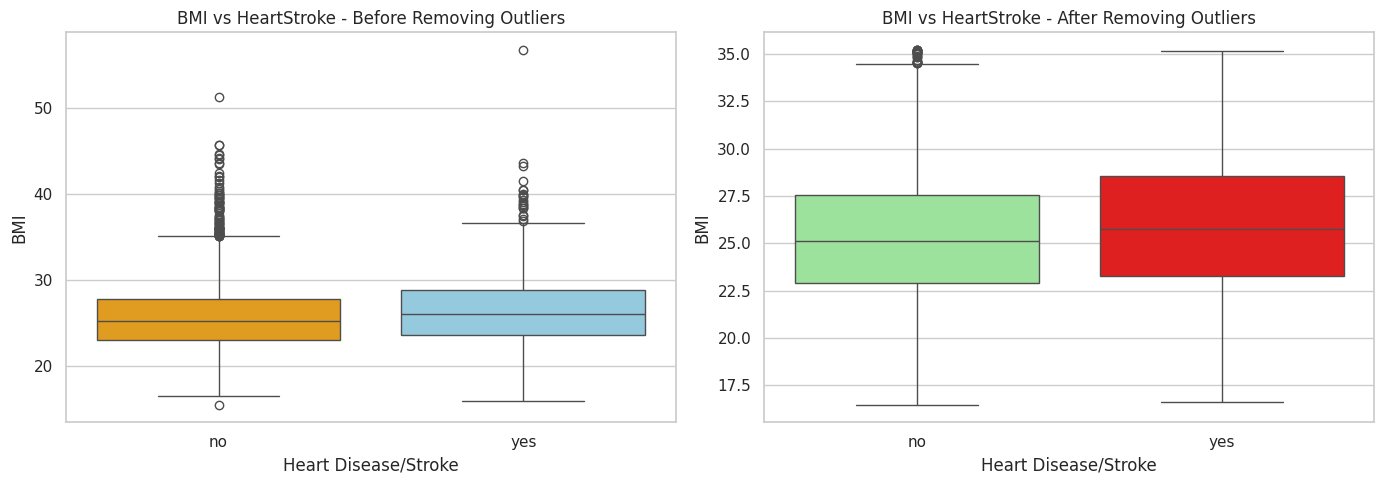 BMI vs HeartStroke - Before Removing Outliers
50
40
30
20
BMI
no
yes
Heart Disease/Stroke
BMI vs HeartStroke - After Removing Outliers
35.0
32.5
30.0
27.5
25.0
22.5
20.0
17.5
BMI
no
yes
Heart Disease/Stroke